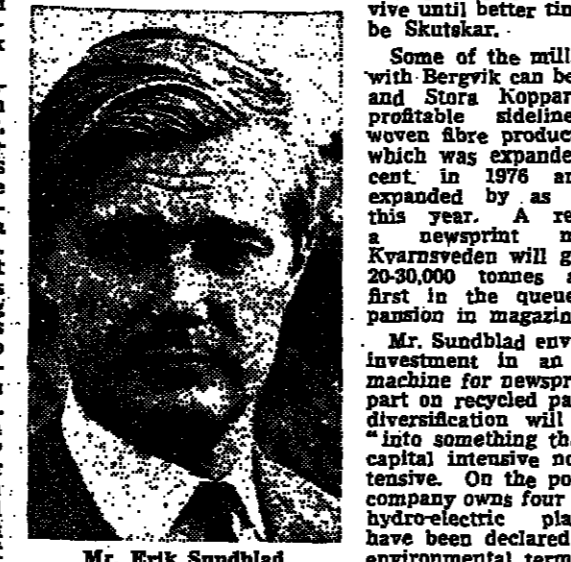 Mr. Erik Sundblad
vive until better tim
be Skutskar.
Some of the mill
with Bergvik can be
and Stora Koppar
profitable sideline
woven fibre product
which was expande
cent. in 1976 an
expanded by as
this year. A re
a newsprint m
Kvarnsveden will g
20-30,000 tonnes a
first in the queue
pansion in magazin
Mr. Sundblad env
investment in an
machine for newspr
part on recycled pa
diversification will
"into something tha
capital intensive no
tensive. On the po
company owns four
hydro-electric pla
have been declared
environmental term